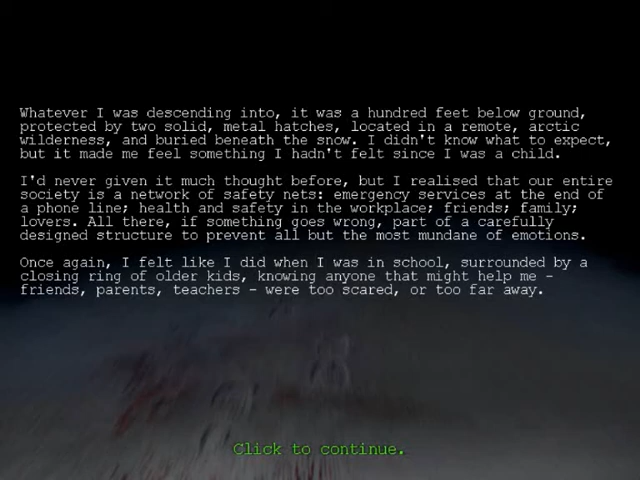 Whatever I was descending into, it was a hundred feet below ground,
protected by two solid, metal hatches, located in a remote, arctic
wilderness, and buried beneath the snow. I didn't know what to expect,
but it made me feel something I hadn't felt since I was a child.
I'd never given it much thought before, but I realised that our entire
society is a network of safety nets: emergency services at the end of
a phone line; health and safety in the workplace; friends; family;
lovers. All there, if something goes wrong, part of a carefully
designed structure to prevent all but the most mundane of emotions.
Once again, I felt like I did when I was in school, surrounded by a
closing ring of older kids, knowing anyone that might help me -
friends, parents, teachers - were too scared, or too far away.
Click to continue.